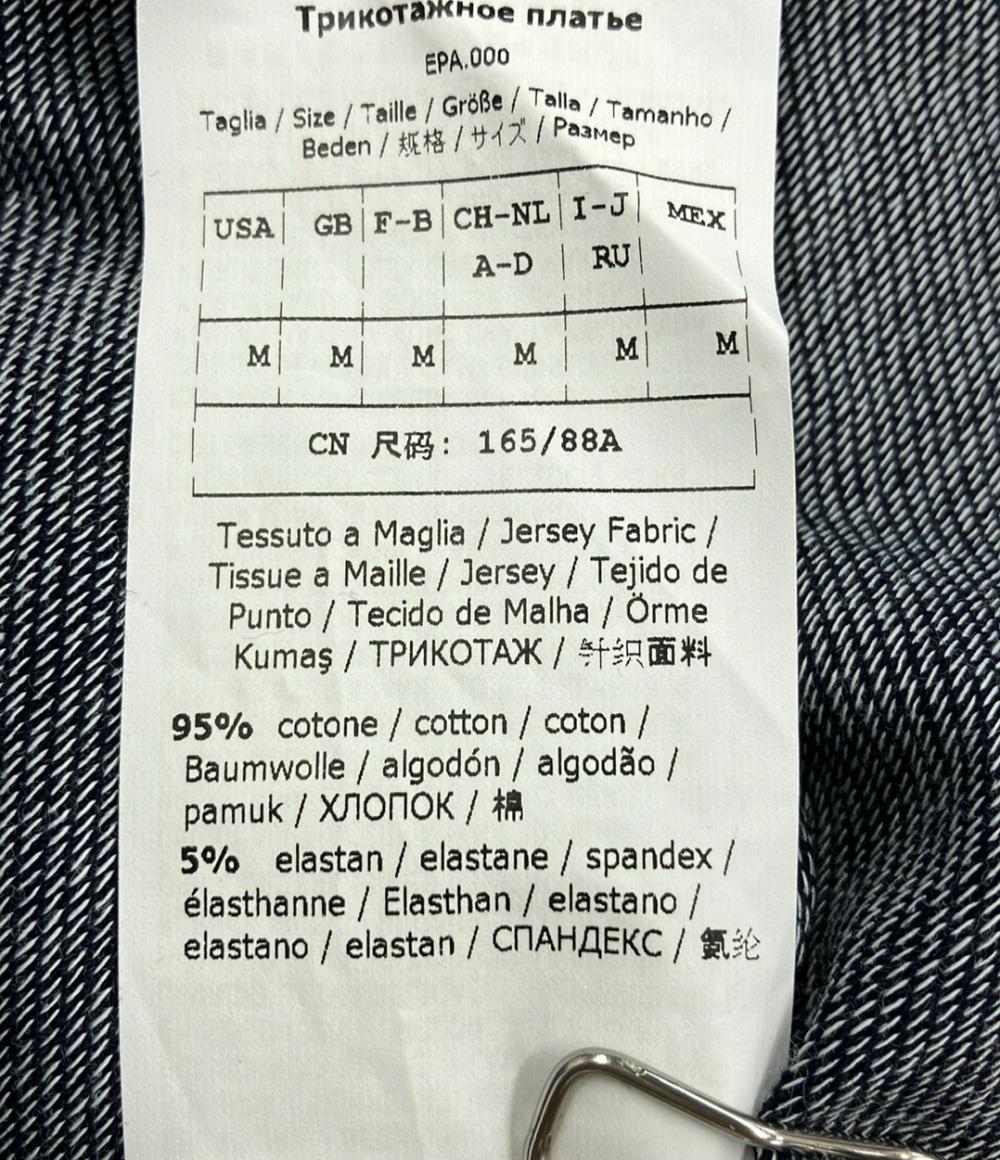 Трикотажное платье
EPA.000
Taglia / Size / Taille / Größe / Talla / Tamanho /
Beden / 规格 / サイズ / Размер
USA GB F-B CH-NL I-J MEX
A-D RU
M M M M M M
CN 尺码: 165/88A
Tessuto a Maglia / Jersey Fabric /
Tissue a Maille / Jersey / Tejido de
Punto / Tecido de Malha / Örme
Kumaş / ТРИКОТАЖ / 针织面料
95% cotone / cotton / coton /
Baumwolle / algodón / algodão /
pamuk / ХЛОПОК / 棉
5% elastan / elastane / spandex /
élasthanne / Elasthan / elastano /
elastano / elastan / СПАНДЕКС / 氨纶